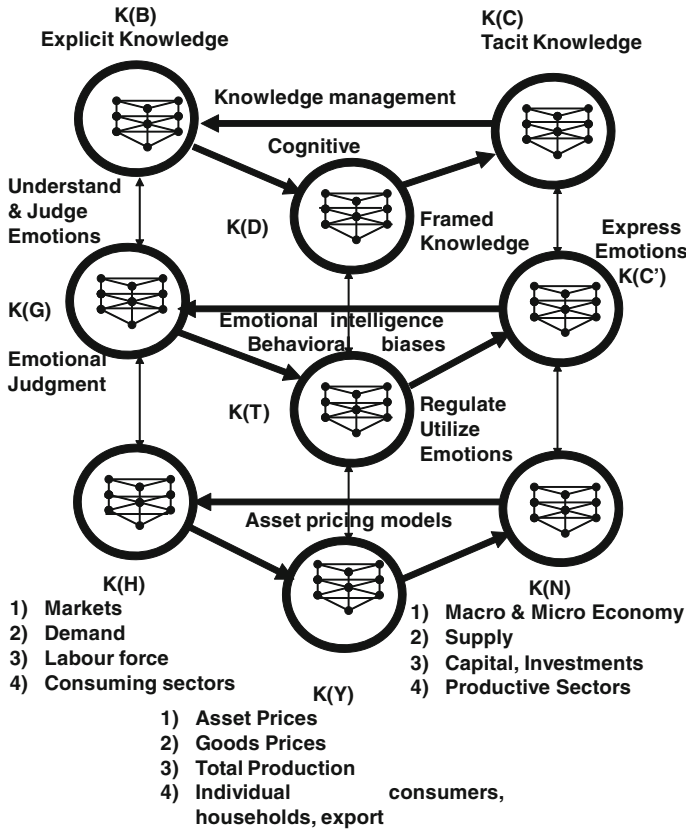 K(B)
Explicit Knowledge
K(C)
Tacit Knowledge
Knowledge management
Cognitive
Understand
& Judge
Emotions
K(D)
Framed
Knowledge
Express
Emotions
K(C’)
K(G)
Emotional intelligence
Behaviora biases
Emotional
Judgment
K(T)
Regulate
Utilize
Emotions
Asset pricing models
K(H)
1) Markets
2) Demand
3) Labour force
4) Consuming sectors
K(N)
1) Macro & Micro Economy
2) Supply
3) Capital, Investments
4) Productive Sectors
K(Y)
1) Asset Prices
2) Goods Prices
3) Total Production
4) Individual consumers,
households, export